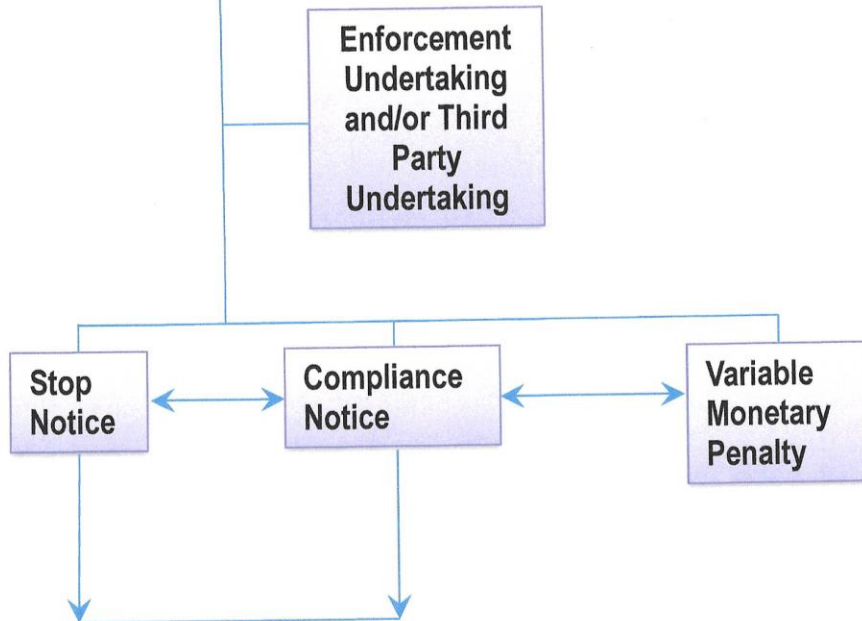 Enforcement
Undertaking
and/or Third
Party
Undertaking
Stop
Notice
Compliance
Notice
Variable
Monetary
Penalty